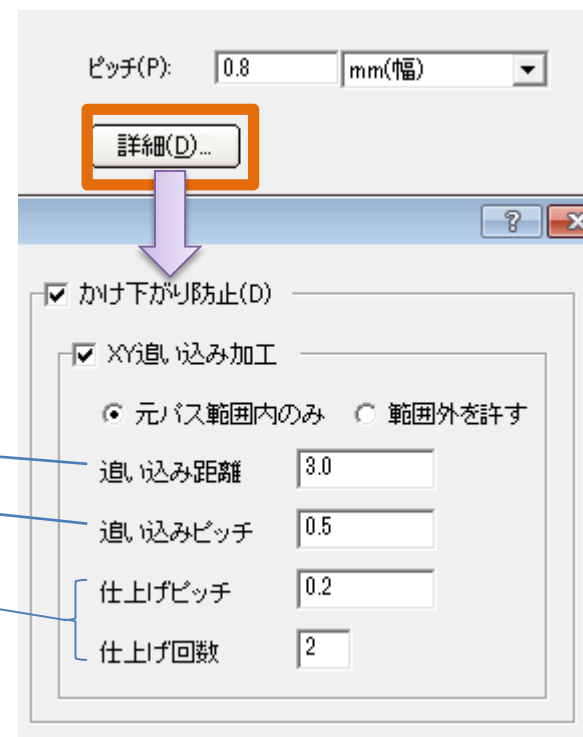 ピッチ(P): 0.8 mm(幅)
詳細(D)...
?
かけ下がり防止(D)
XY追い込み加工
元パス範囲内のみ 範囲外を許す
追い込み距離 3.0
追い込みピッチ 0.5
仕上げピッチ 0.2
仕上げ回数 2